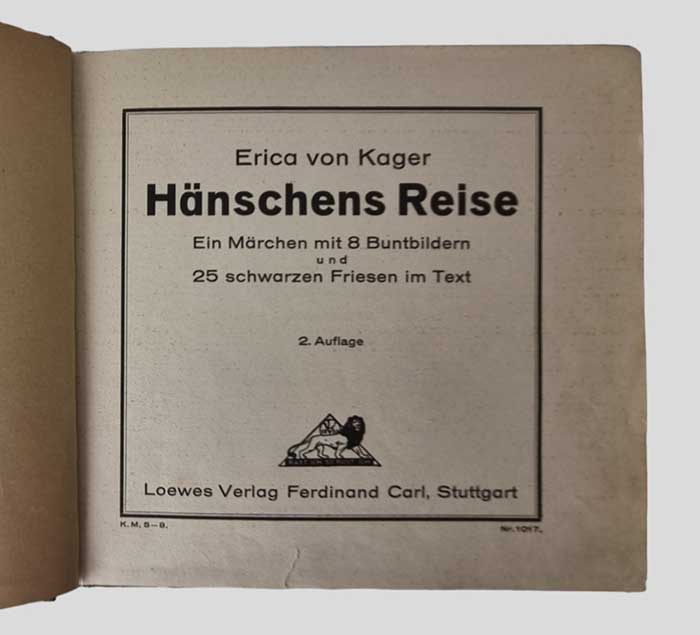 Erica von Kager
Hänschens Reise
Ein Märchen mit 8 Buntbildern
und
25 schwarzen Friesen im Text
2. Auflage
Loewes Verlag Ferdinand Carl, Stuttgart
K. M. 5–8.
Nr. 1017.